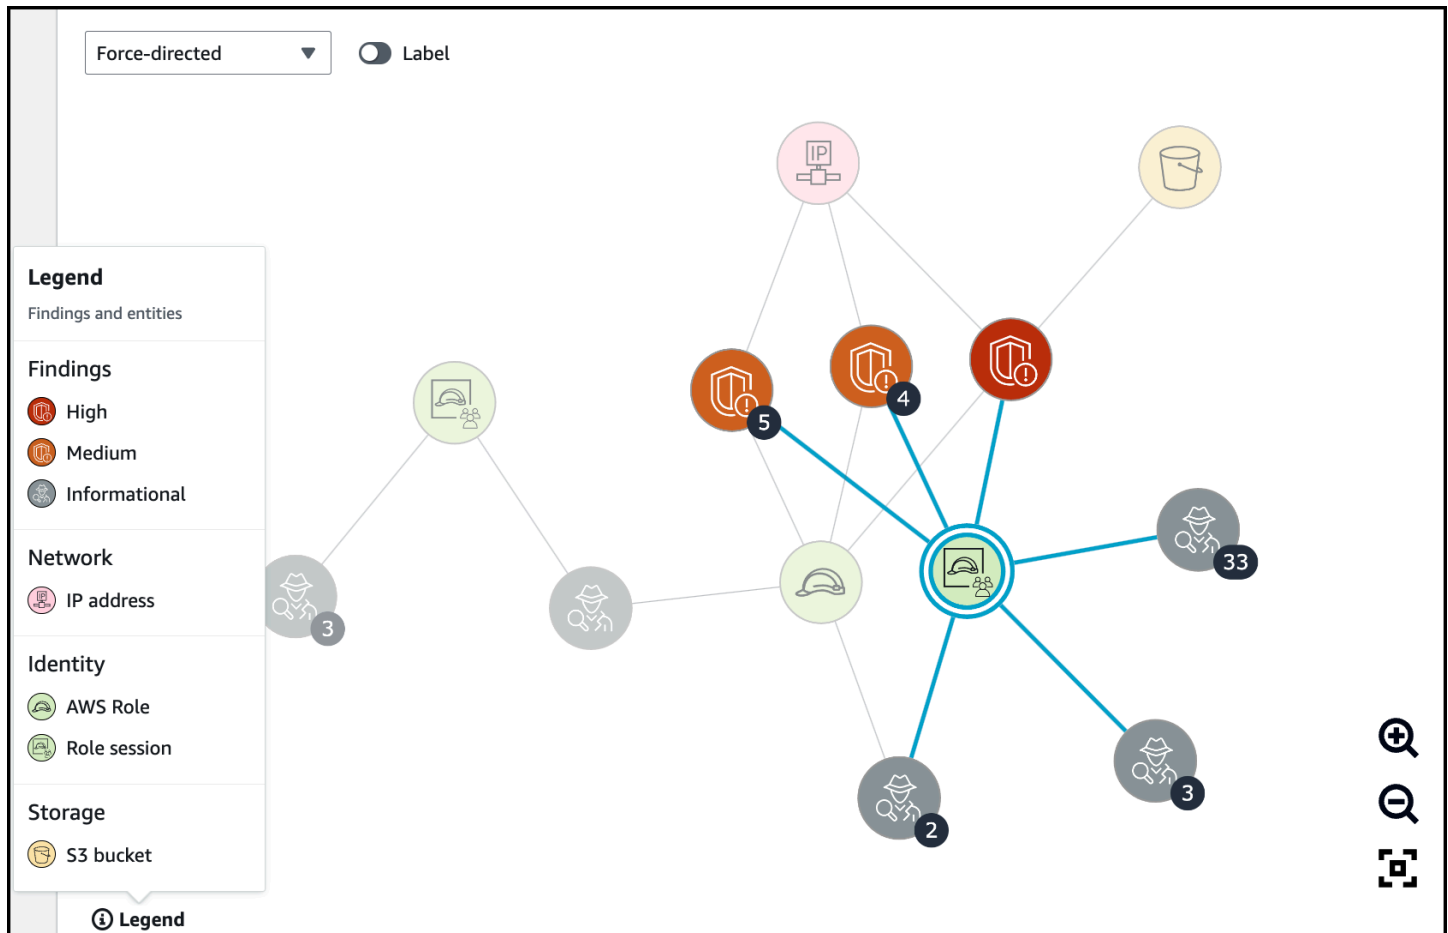 Force-directed
Label
IP
Legend
Findings and entities
Findings
High
Medium
Informational
Network
IP address
Identity
AWS Role
Role session
Storage
S3 bucket
Legend
5
4
33
3
2
3